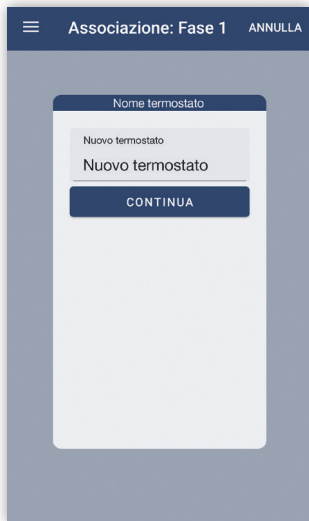 Associazione: Fase 1 ANNULLA
Nome termostato
Nuovo termostato
Nuovo termostato
CONTINUA